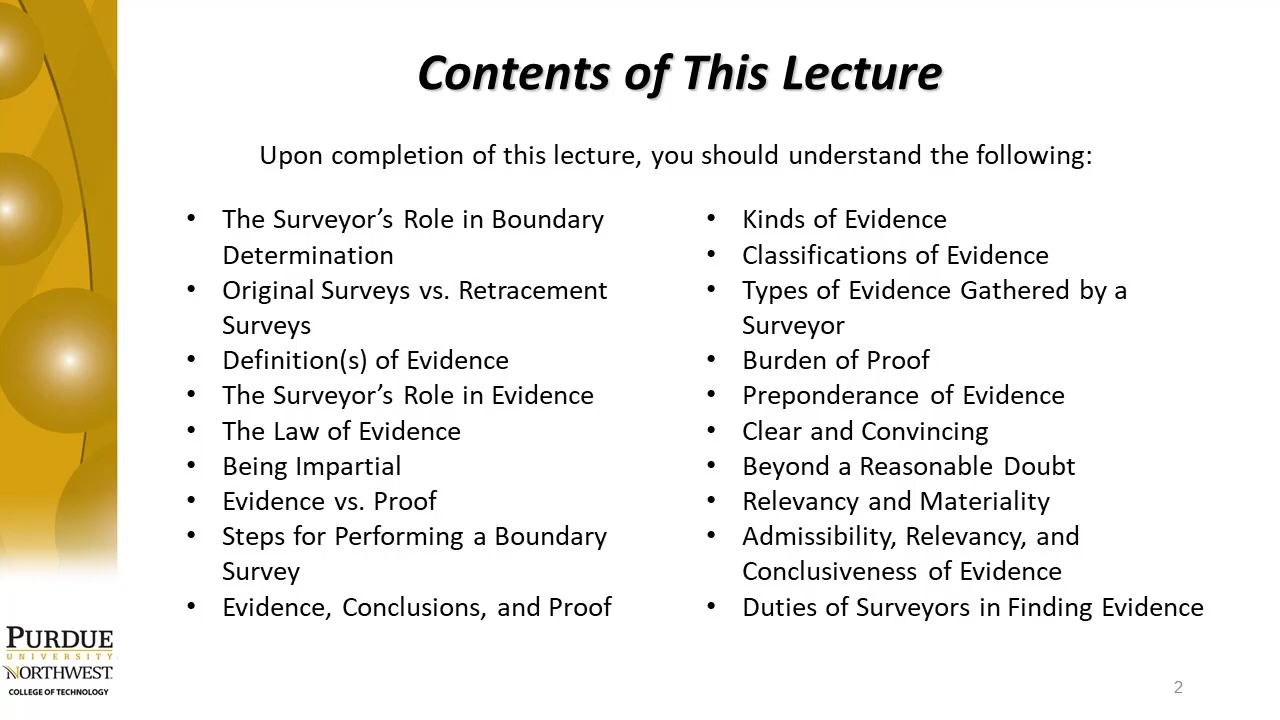 Contents of This Lecture
Upon completion of this lecture, you should understand the following:
• The Surveyor’s Role in Boundary
Determination
• Original Surveys vs. Retracement
Surveys
• Definition(s) of Evidence
• The Surveyor’s Role in Evidence
• The Law of Evidence
• Being Impartial
• Evidence vs. Proof
• Steps for Performing a Boundary
Survey
• Evidence, Conclusions, and Proof
• Kinds of Evidence
• Classifications of Evidence
• Types of Evidence Gathered by a
Surveyor
• Burden of Proof
• Preponderance of Evidence
• Clear and Convincing
• Beyond a Reasonable Doubt
• Relevancy and Materiality
• Admissibility, Relevancy, and
Conclusiveness of Evidence
• Duties of Surveyors in Finding Evidence
PURDUE
UNIVERSITY
NORTHWEST
COLLEGE OF TECHNOLOGY
2